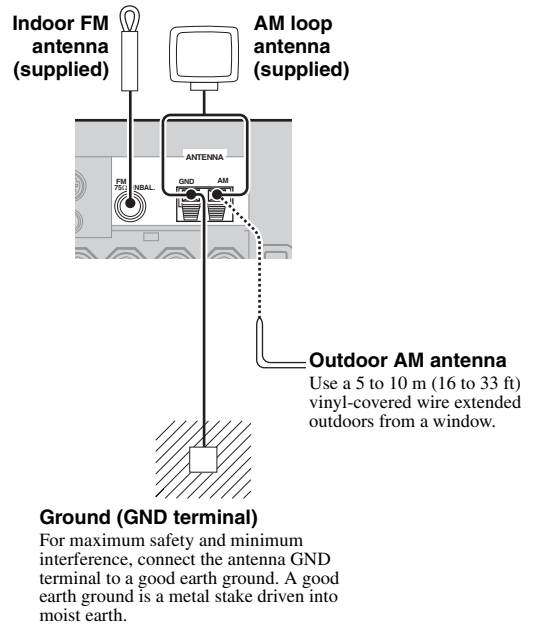 Indoor FM
antenna
(supplied)
AM loop
antenna
(supplied)
ANTENNA
FM
75Ω UNBAL.
GND
AM
Outdoor AM antenna
Use a 5 to 10 m (16 to 33 ft)
vinyl-covered wire extended
outdoors from a window.
Ground (GND terminal)
For maximum safety and minimum
interference, connect the antenna GND
terminal to a good earth ground. A good
earth ground is a metal stake driven into
moist earth.